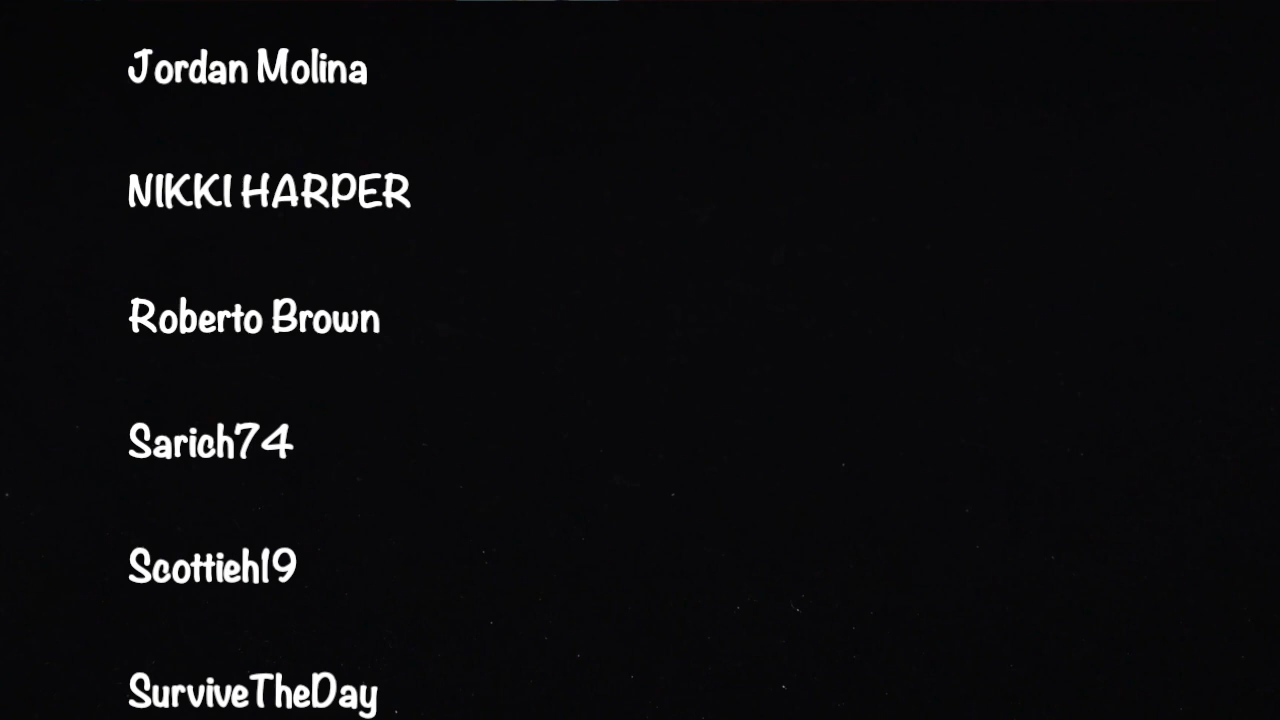 Jordan Molina
NIKKI HARPER
Roberto Brown
Sarich74
Scottieh19
SurviveTheDay